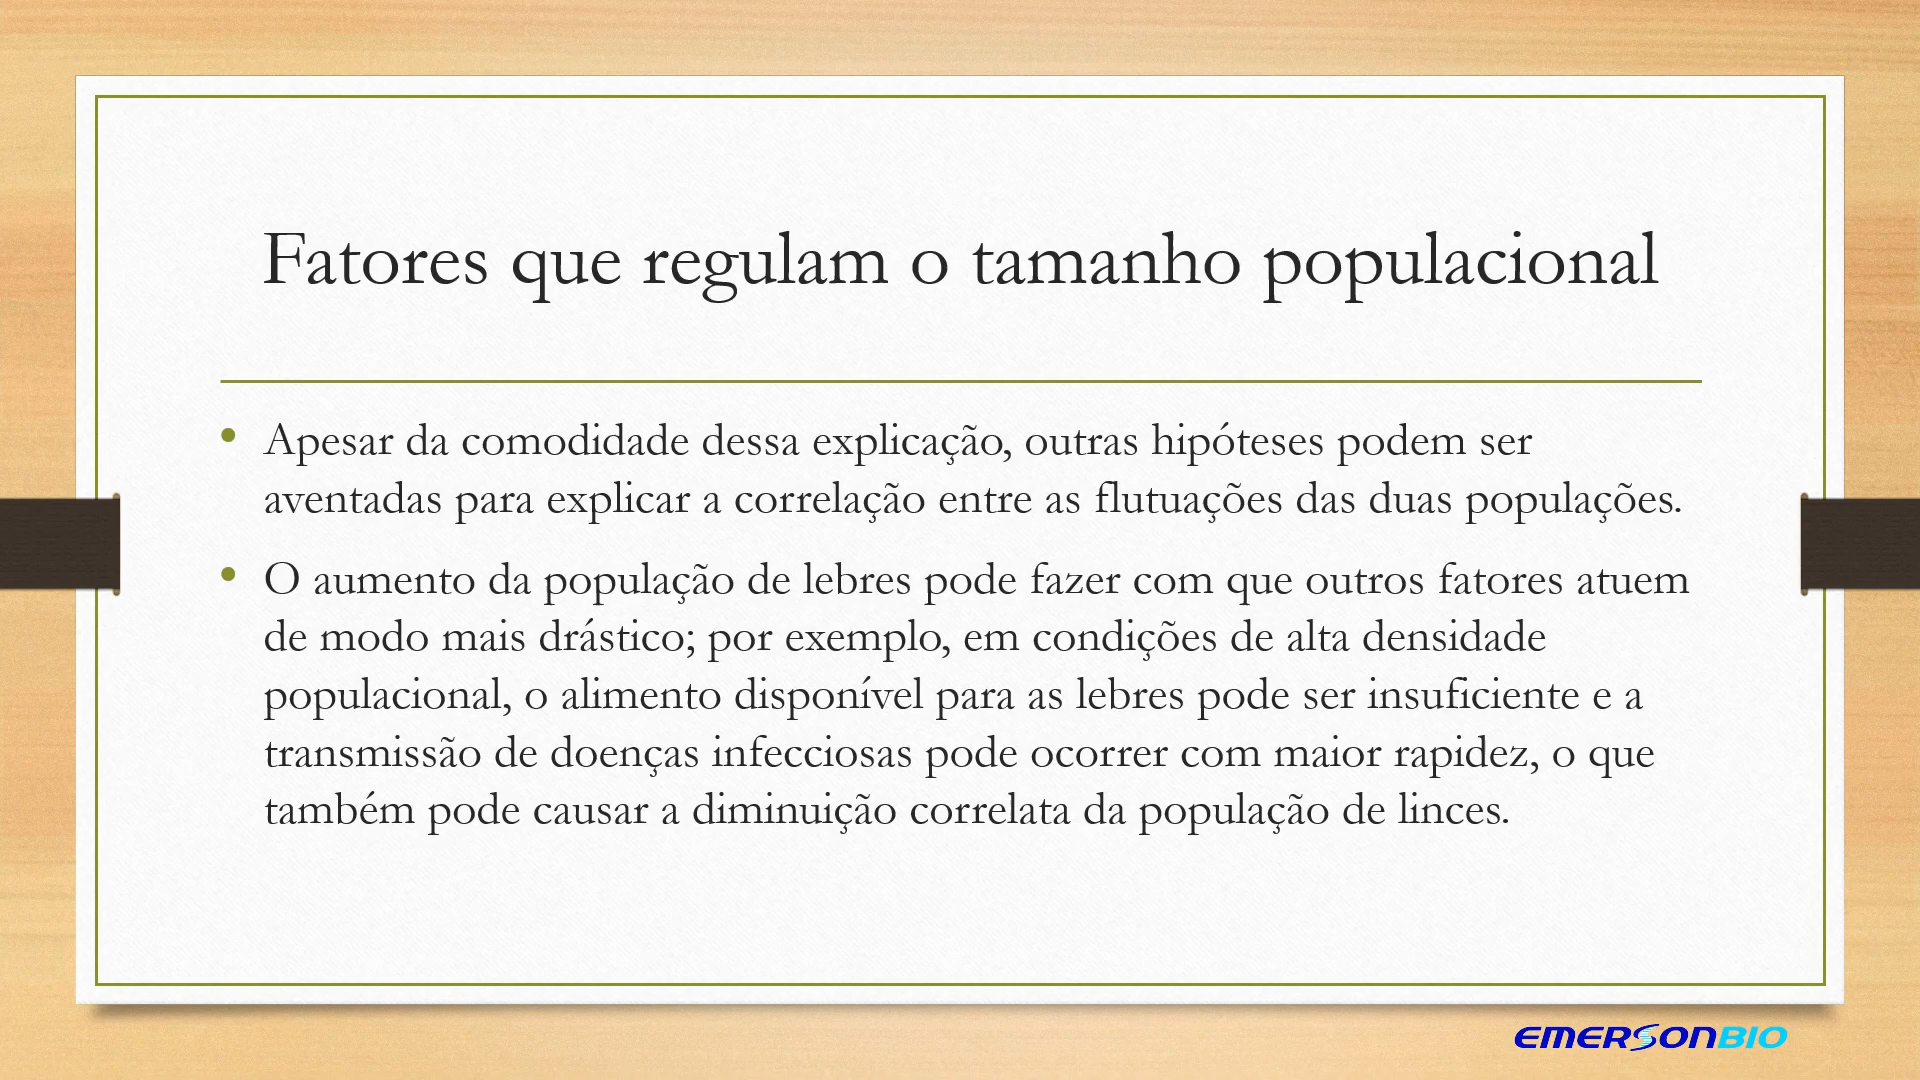 Fatores que regulam o tamanho populacional
• Apesar da comodidade dessa explicação, outras hipóteses podem ser
aventadas para explicar a correlação entre as flutuações das duas populações.
• O aumento da população de lebres pode fazer com que outros fatores atuem
de modo mais drástico; por exemplo, em condições de alta densidade
populacional, o alimento disponível para as lebres pode ser insuficiente e a
transmissão de doenças infecciosas pode ocorrer com maior rapidez, o que
também pode causar a diminuição correlata da população de linces.
EMERSONBIO